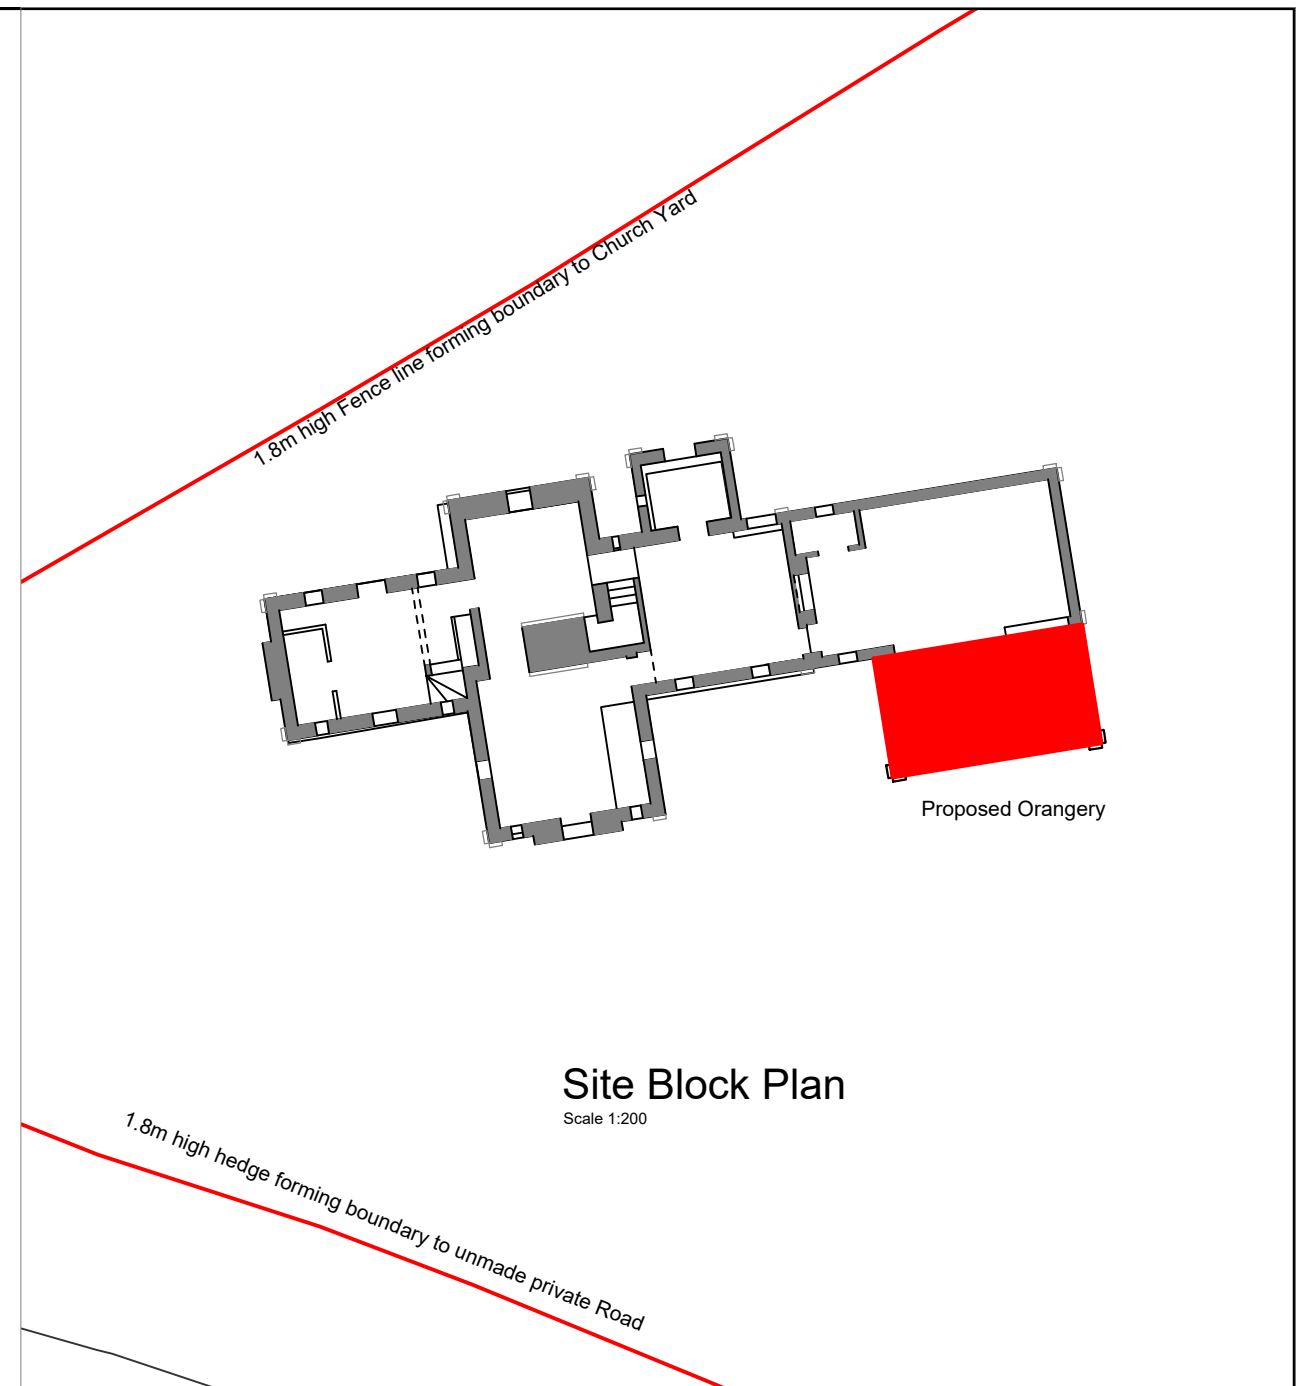 1.8m high Fence line forming boundary to Church Yard
Proposed Orangery
Site Block Plan
Scale 1:200
1.8m high hedge forming boundary to unmade private Road